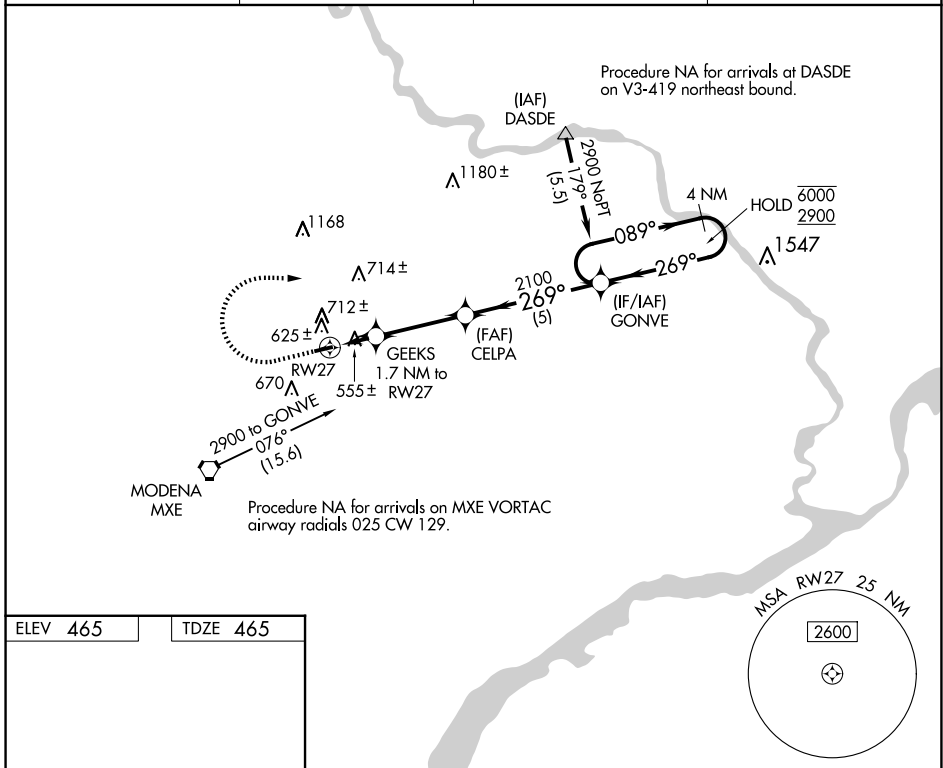 Procedure NA for arrivals at DASDE
on V3-419 northeast bound.
(IAF)
DASDE
2900 NoPT
179°
(5.5)
1180±
4 NM
HOLD
6000
2900
1547
089°
269°
1168
714±
2100
269°
(5)
(IF/IAF)
GONVE
712±
625±
(FAF)
CELPA
GEEKS
1.7 NM to
RW27
RW27
670
555±
2900 to GONVE
076°
(15.6)
MODENA
MXE
Procedure NA for arrivals on MXE VORTAC
airway radials 025 CW 129.
MSA RW27 25 NM
2600
ELEV 465
TDZE 465